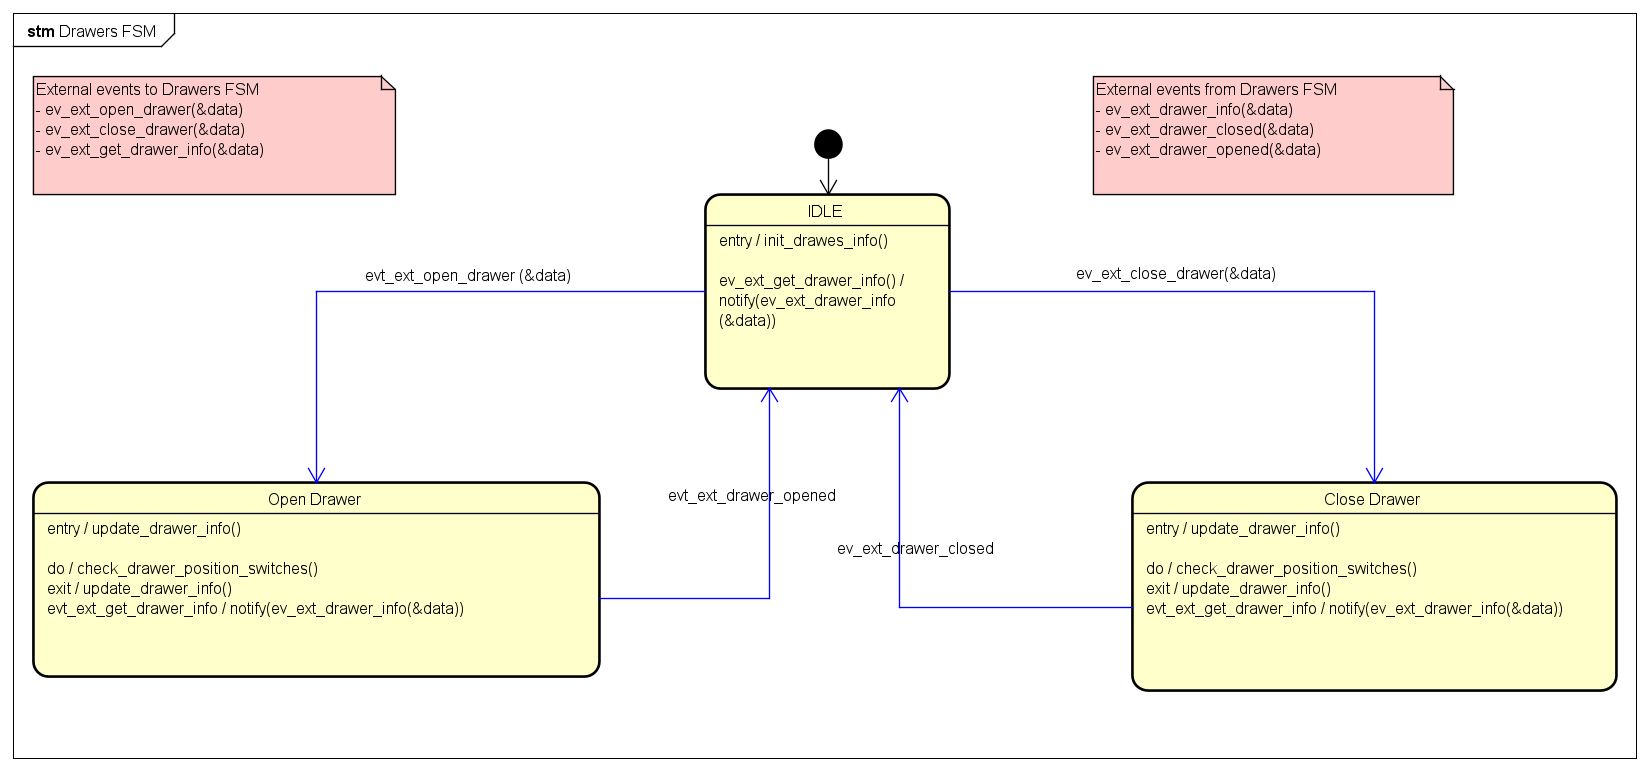 stm Drawers FSM
External events to Drawers FSM
- ev_ext_open_drawer(&data)
- ev_ext_close_drawer(&data)
- ev_ext_get_drawer_info(&data)
External events from Drawers FSM
- ev_ext_drawer_info(&data)
- ev_ext_drawer_closed(&data)
- ev_ext_drawer_opened(&data)
IDLE
entry / init_drawes_info()
ev_ext_get_drawer_info() /
notify(ev_ext_drawer_info
(&data))
evt_ext_open_drawer (&data)
ev_ext_close_drawer(&data)
evt_ext_drawer_opened
ev_ext_drawer_closed
Open Drawer
entry / update_drawer_info()
do / check_drawer_position_switches()
exit / update_drawer_info()
evt_ext_get_drawer_info / notify(ev_ext_drawer_info(&data))
Close Drawer
entry / update_drawer_info()
do / check_drawer_position_switches()
exit / update_drawer_info()
evt_ext_get_drawer_info / notify(ev_ext_drawer_info(&data))